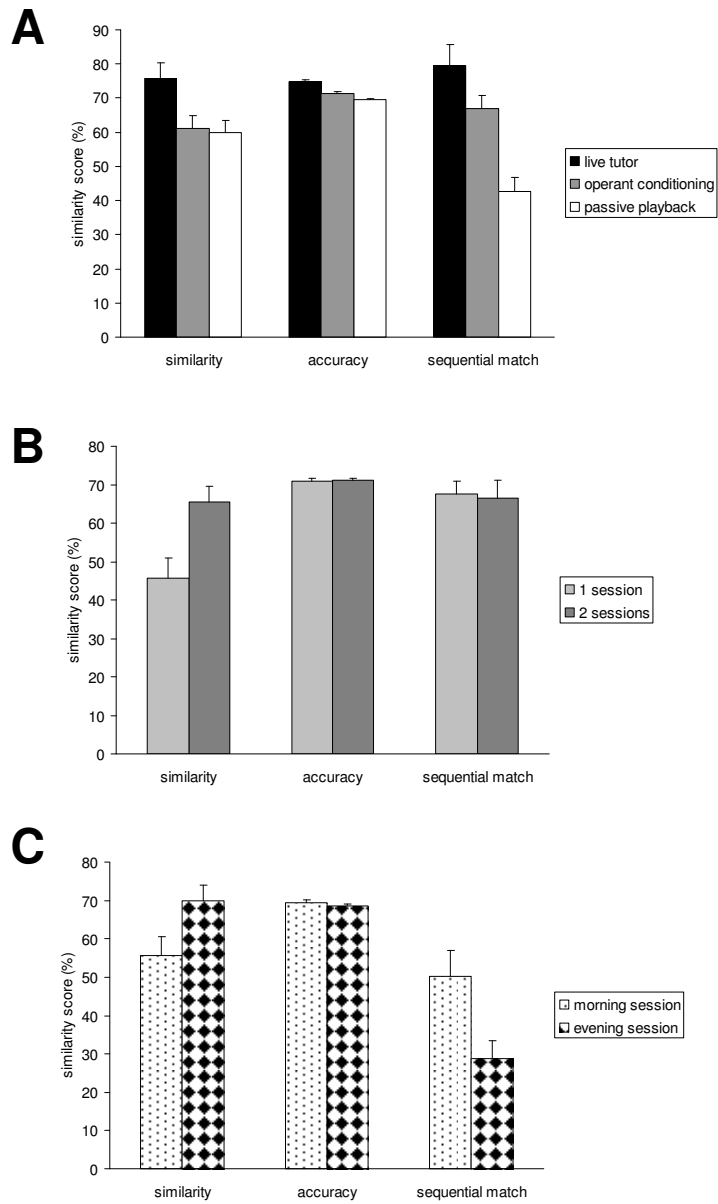 A
90
80
70
60
50
40
30
20
10
0
similarity score (%)
similarity
accuracy
sequential match
live tutor
operant conditioning
passive playback
B
80
70
60
50
40
30
20
10
0
similarity score (%)
similarity
accuracy
sequential match
1 session
2 sessions
C
80
70
60
50
40
30
20
10
0
similarity score (%)
similarity
accuracy
sequential match
morning session
evening session